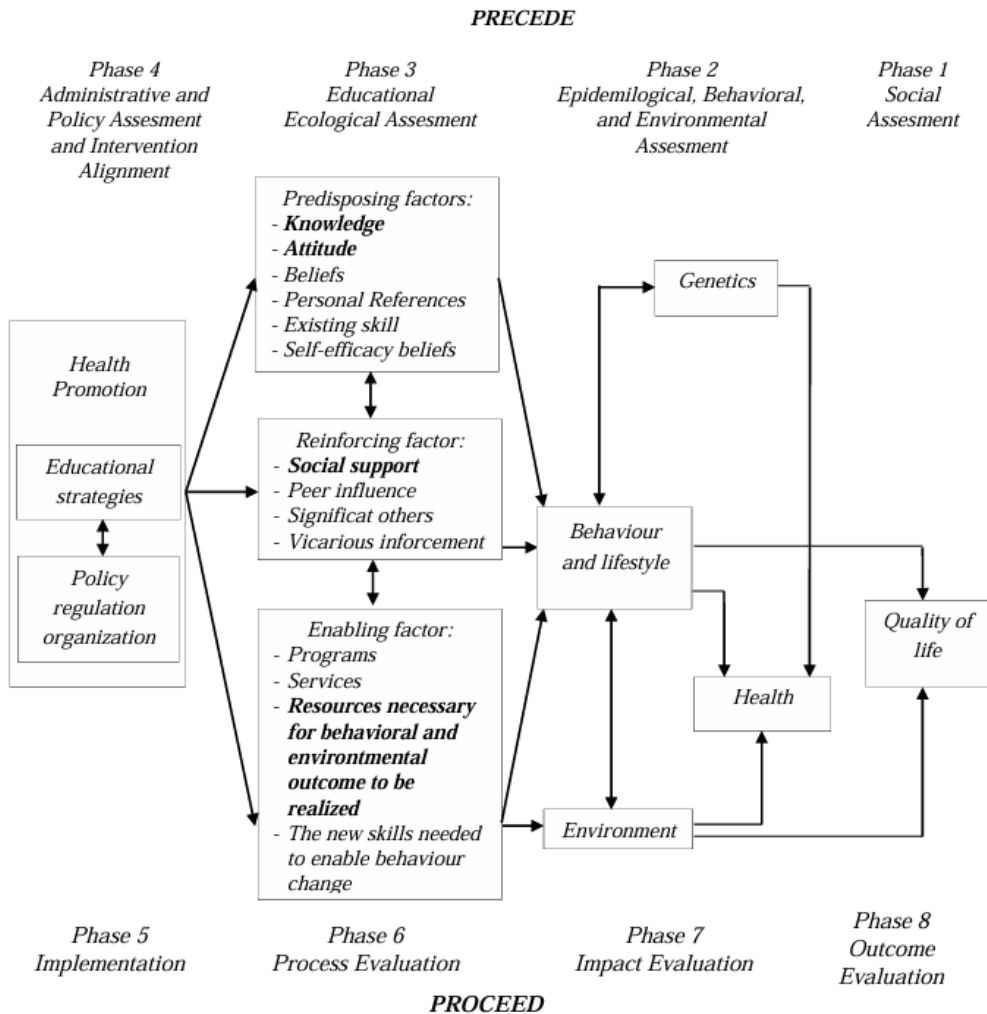 PRECEDE
Phase 4
Administrative and
Policy Assesment
and Intervention
Alignment
Phase 3
Educational
Ecological Assesment
Phase 2
Epidemilogical, Behavioral,
and Environmental
Assesment
Phase 1
Social
Assesment
Health
Promotion
Educational
strategies
Policy
regulation
organization
Predisposing factors:
- Knowledge
- Attitude
- Beliefs
- Personal References
- Existing skill
- Self-efficacy beliefs
Reinforcing factor:
- Social support
- Peer influence
- Significat others
- Vicarious inforcement
Enabling factor:
- Programs
- Services
- Resources necessary
for behavioral and
environtmental
outcome to be
realized
- The new skills needed
to enable behaviour
change
Genetics
Behaviour
and lifestyle
Health
Environment
Quality of
life
Phase 5
Implementation
Phase 6
Process Evaluation
Phase 7
Impact Evaluation
Phase 8
Outcome
Evaluation
PROCEED